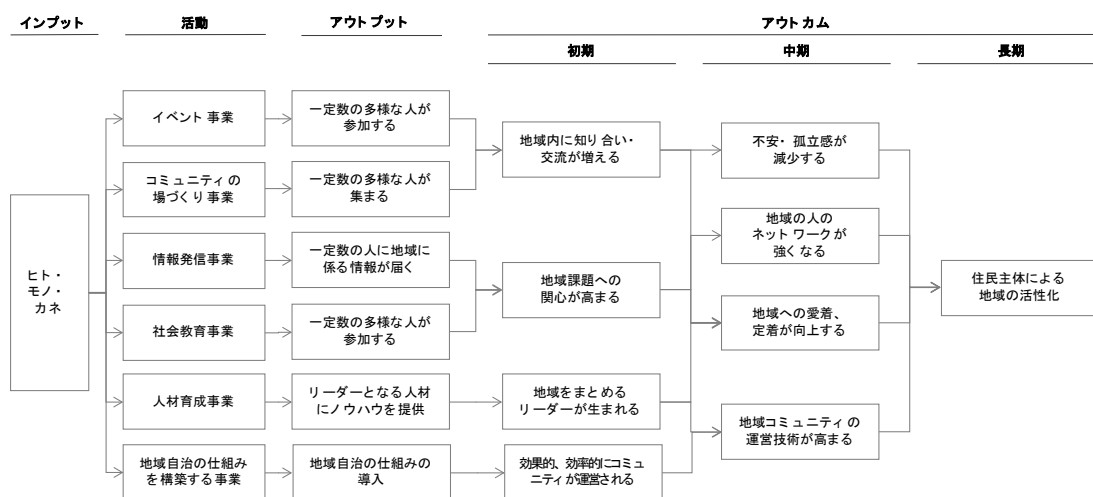 インプット
活動
アウトプット
アウトカム
初期
中期
長期
ヒト・
モノ・
カネ
イベント事業
コミュニティの
場づくり事業
情報発信事業
社会教育事業
人材育成事業
地域自治の仕組み
を構築する事業
一定数の多様な人が
参加する
一定数の多様な人が
集まる
一定数の人に地域に
係る情報が届く
一定数の多様な人が
参加する
リーダーとなる人材
にノウハウを提供
地域自治の仕組みの
導入
地域内に知り合い・
交流が増える
地域課題への
関心が高まる
地域をまとめる
リーダーが生まれる
効果的、効率的にコミュ
ニティが運営される
不安・孤立感が
減少する
地域の人の
ネットワークが
強くなる
地域への愛着、
定着が向上する
地域コミュニティの
運営技術が高まる
住民主体による
地域の活性化